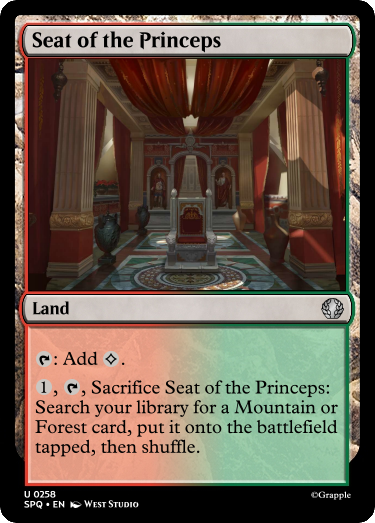 Seat of the Princeps
Land
: Add .
1, , Sacrifice Seat of the Princeps:
Search your library for a Mountain or
Forest card, put it onto the battlefield
tapped, then shuffle.
U 0258
SPQ • EN West Studio
©Grapple